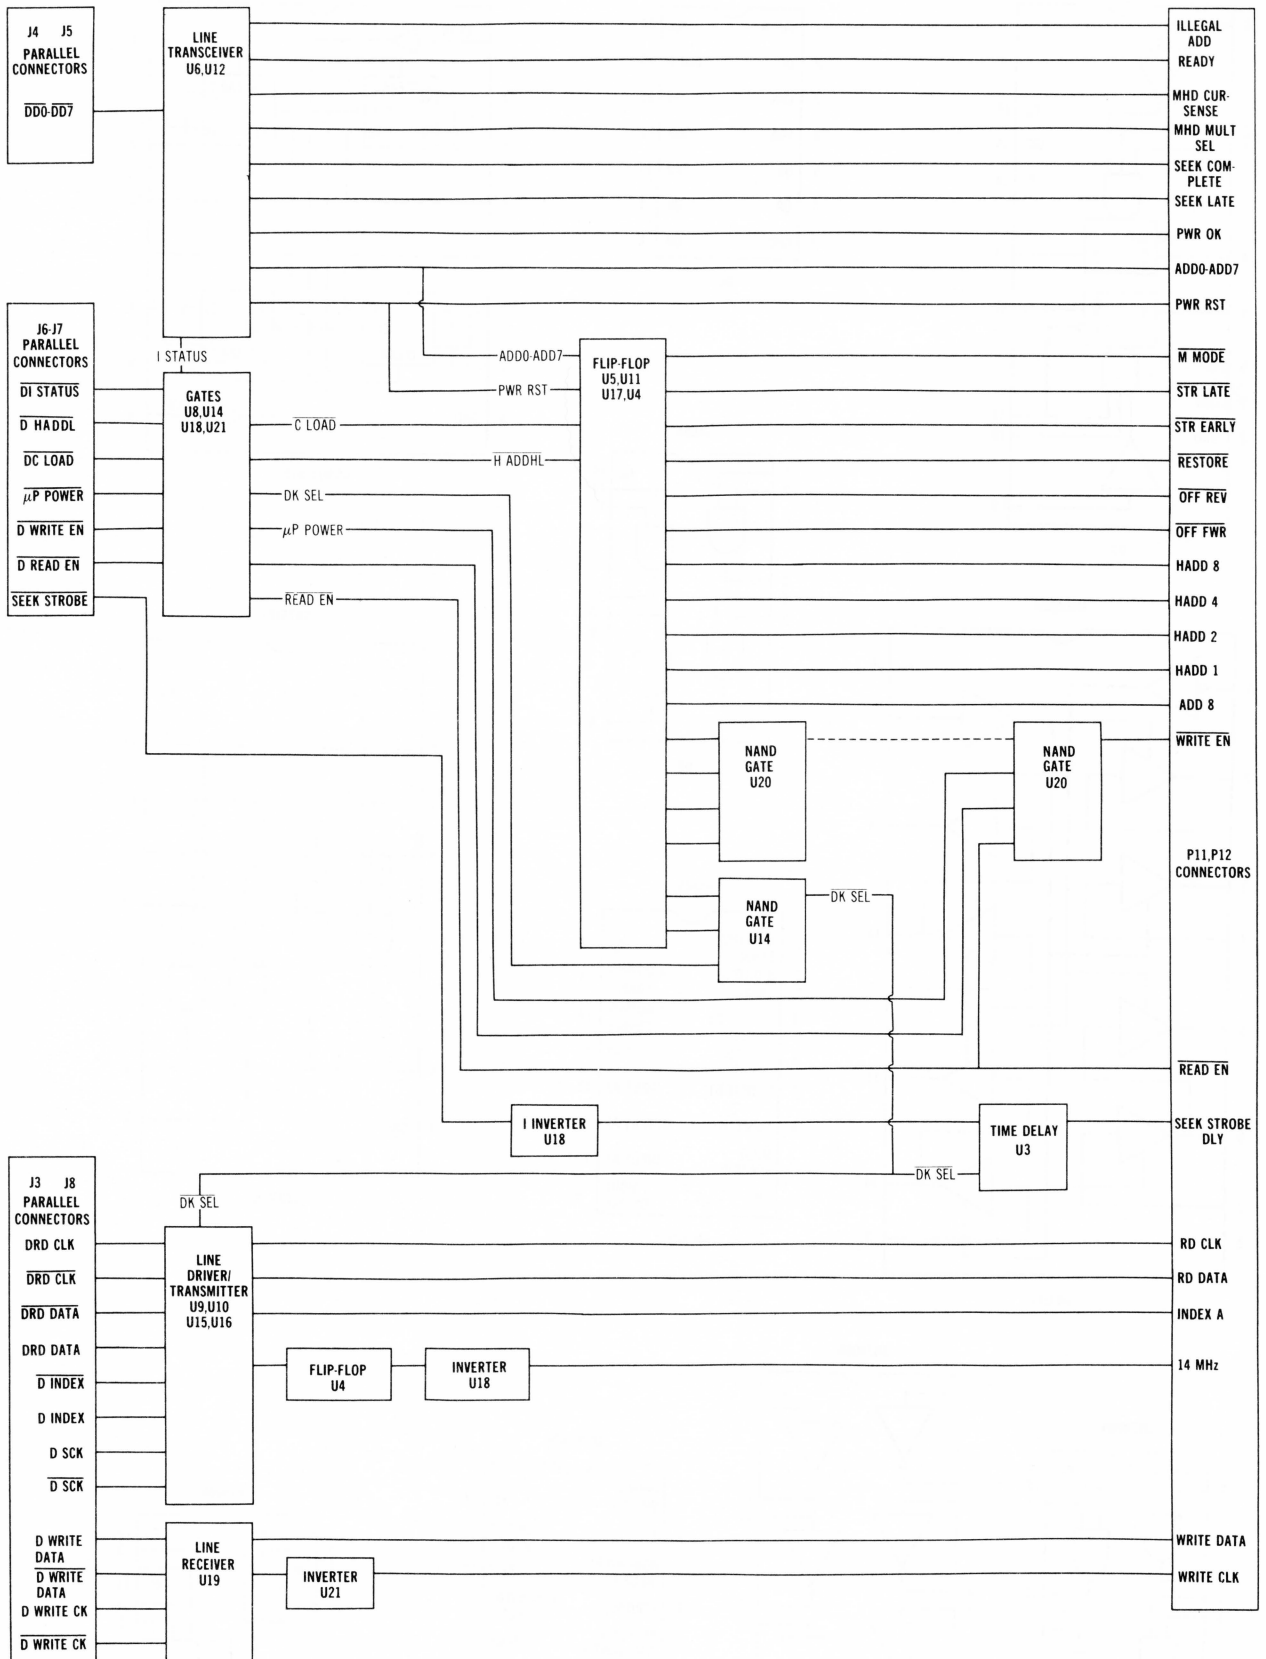 J4 J5
PARALLEL
CONNECTORS
DD0-DD7
LINE
TRANSCEIVER
U6,U12
ILLEGAL
ADD
READY
MHD CUR-
SENSE
MHD MULT
SEL
SEEK COM-
PLETE
SEEK LATE
PWR OK
ADD0-ADD7
PWR RST
J6-J7
PARALLEL
CONNECTORS
DI STATUS
D HADDL
DC LOAD
μP POWER
D WRITE EN
D READ EN
SEEK STROBE
I STATUS
GATES
U8,U14
U18,U21
C LOAD
H ADDHL
DK SEL
μP POWER
READ EN
ADD0-ADD7
PWR RST
FLIP-FLOP
U5,U11
U17,U4
M MODE
STR LATE
STR EARLY
RESTORE
OFF REV
OFF FWR
HADD 8
HADD 4
HADD 2
HADD 1
ADD 8
NAND
GATE
U20
NAND
GATE
U20
WRITE EN
P11,P12
CONNECTORS
NAND
GATE
U14
DK SEL
READ EN
I INVERTER
U18
TIME DELAY
U3
SEEK STROBE
DLY
DK SEL
DK SEL
J3 J8
PARALLEL
CONNECTORS
DRD CLK
DRD CLK
DRD DATA
DRD DATA
D INDEX
D INDEX
D SCK
D SCK
LINE
DRIVER/
TRANSMITTER
U9,U10
U15,U16
RD CLK
RD DATA
INDEX A
FLIP-FLOP
U4
INVERTER
U18
14 MHz
D WRITE
DATA
D WRITE
DATA
D WRITE CK
D WRITE CK
LINE
RECEIVER
U19
INVERTER
U21
WRITE DATA
WRITE CLK